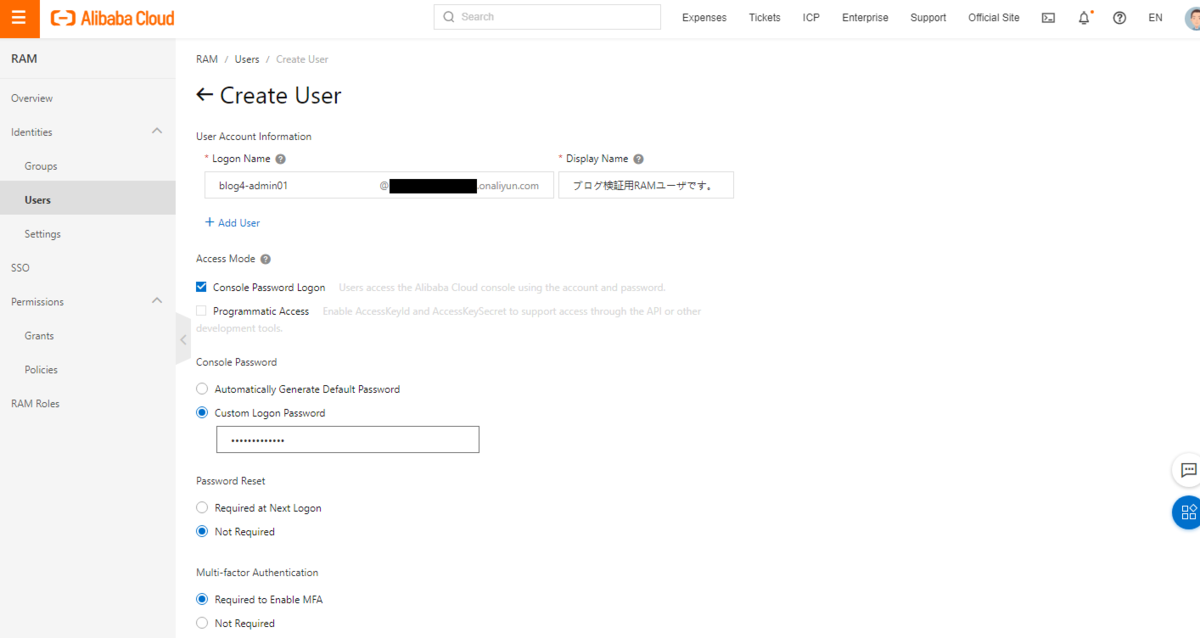 Alibaba Cloud
Search
Expenses Tickets ICP Enterprise Support Official Site EN
RAM
Overview
Identities
Groups
Users
Settings
SSO
Permissions
Grants
Policies
RAM Roles
RAM / Users / Create User
← Create User
User Account Information
* Logon Name ?
* Display Name ?
blog4-admin01 @ .onaliyun.com
ブログ検証用RAMユーザです。
+ Add User
Access Mode ?
Console Password Logon Users access the Alibaba Cloud console using the account and password.
Programmatic Access Enable AccessKeyId and AccessKeySecret to support access through the API or other
development tools.
Console Password
Automatically Generate Default Password
Custom Logon Password
•••••••••••••
Password Reset
Required at Next Logon
Not Required
Multi-factor Authentication
Required to Enable MFA
Not Required